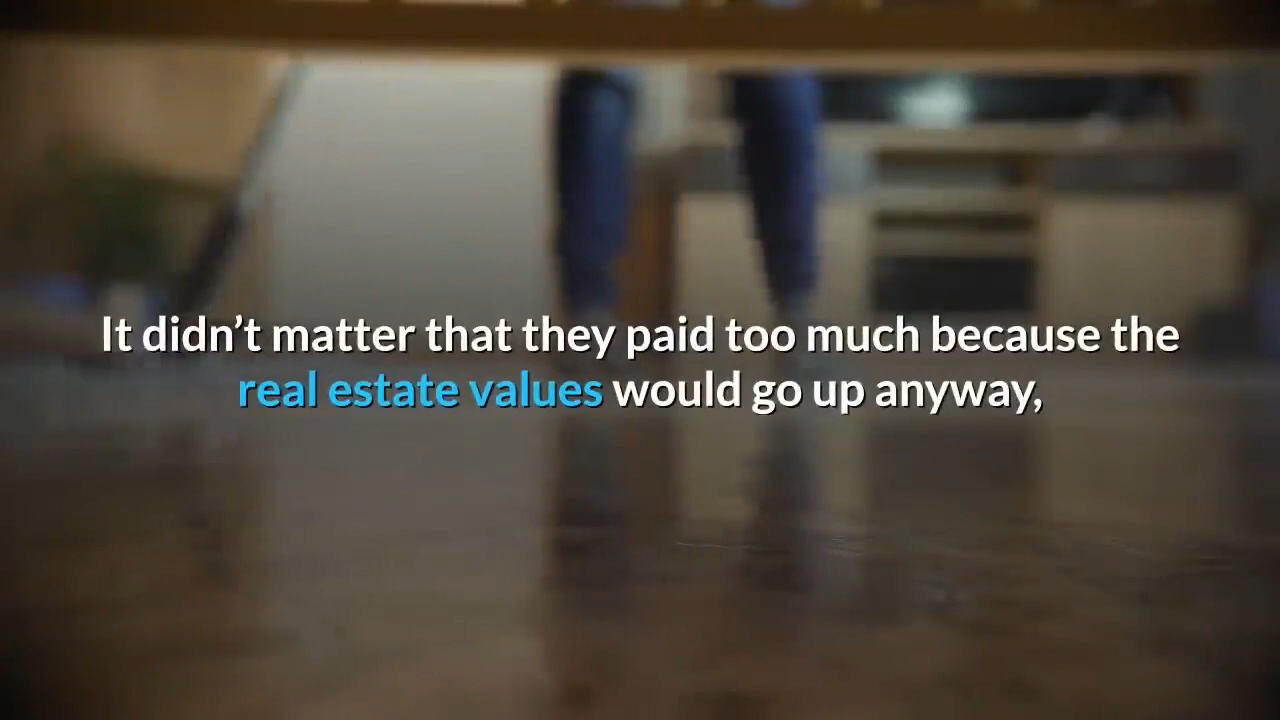 It didn’t matter that they paid too much because the
real estate values would go up anyway,